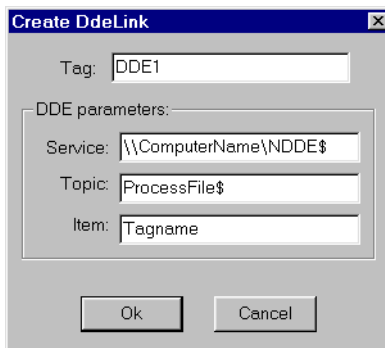 Create DdeLink
Tag: DDE1
DDE parameters:
Service: \\ComputerName\NDDE$
Topic: ProcessFile$
Item: Tagname
Ok Cancel